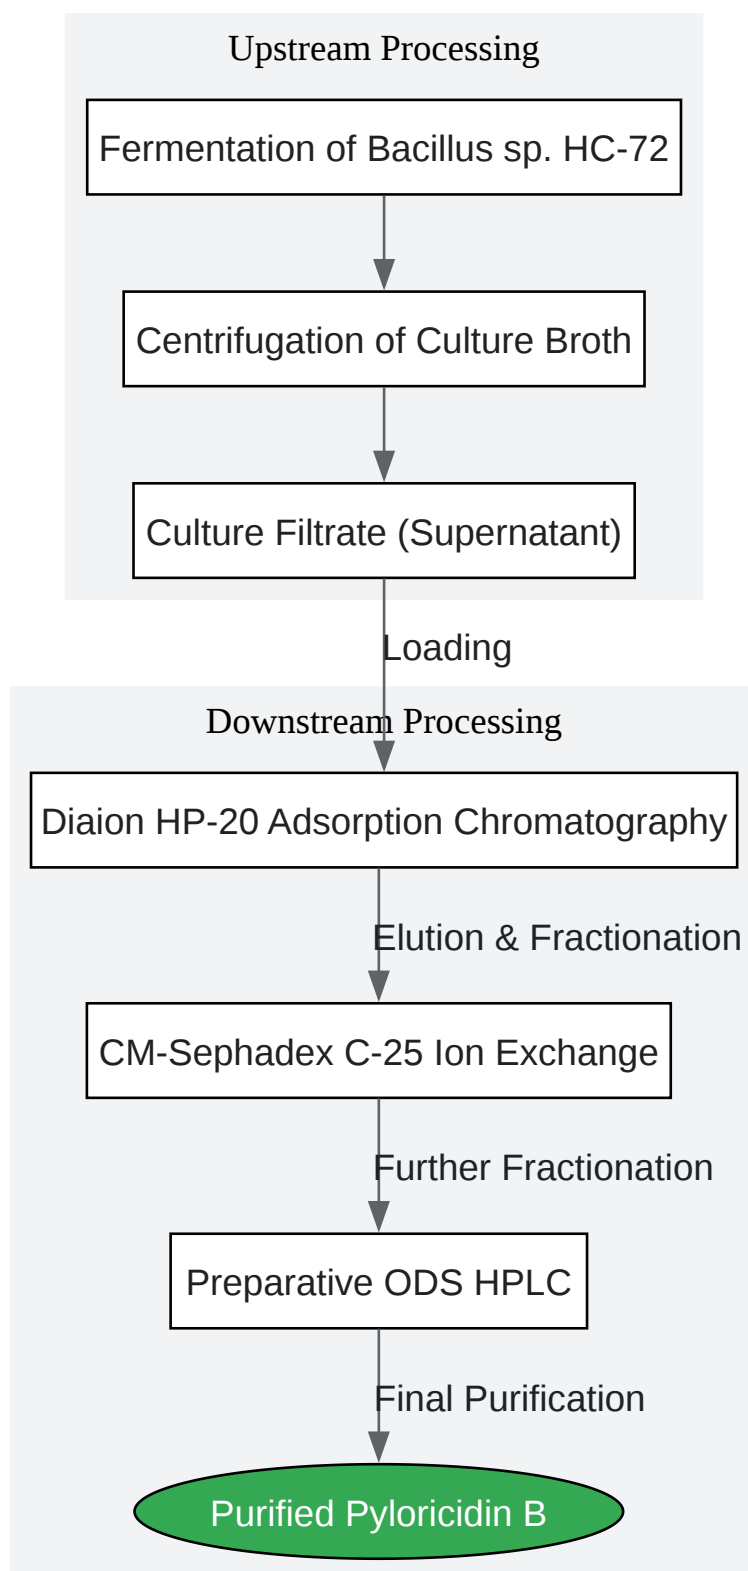 Upstream Processing
Fermentation of Bacillus sp. HC-72
Centrifugation of Culture Broth
Culture Filtrate (Supernatant)
Loading
Downstream Processing
Diaion HP-20 Adsorption Chromatography
Elution & Fractionation
CM-Sephadex C-25 Ion Exchange
Further Fractionation
Preparative ODS HPLC
Final Purification
Purified Pyloricidin B